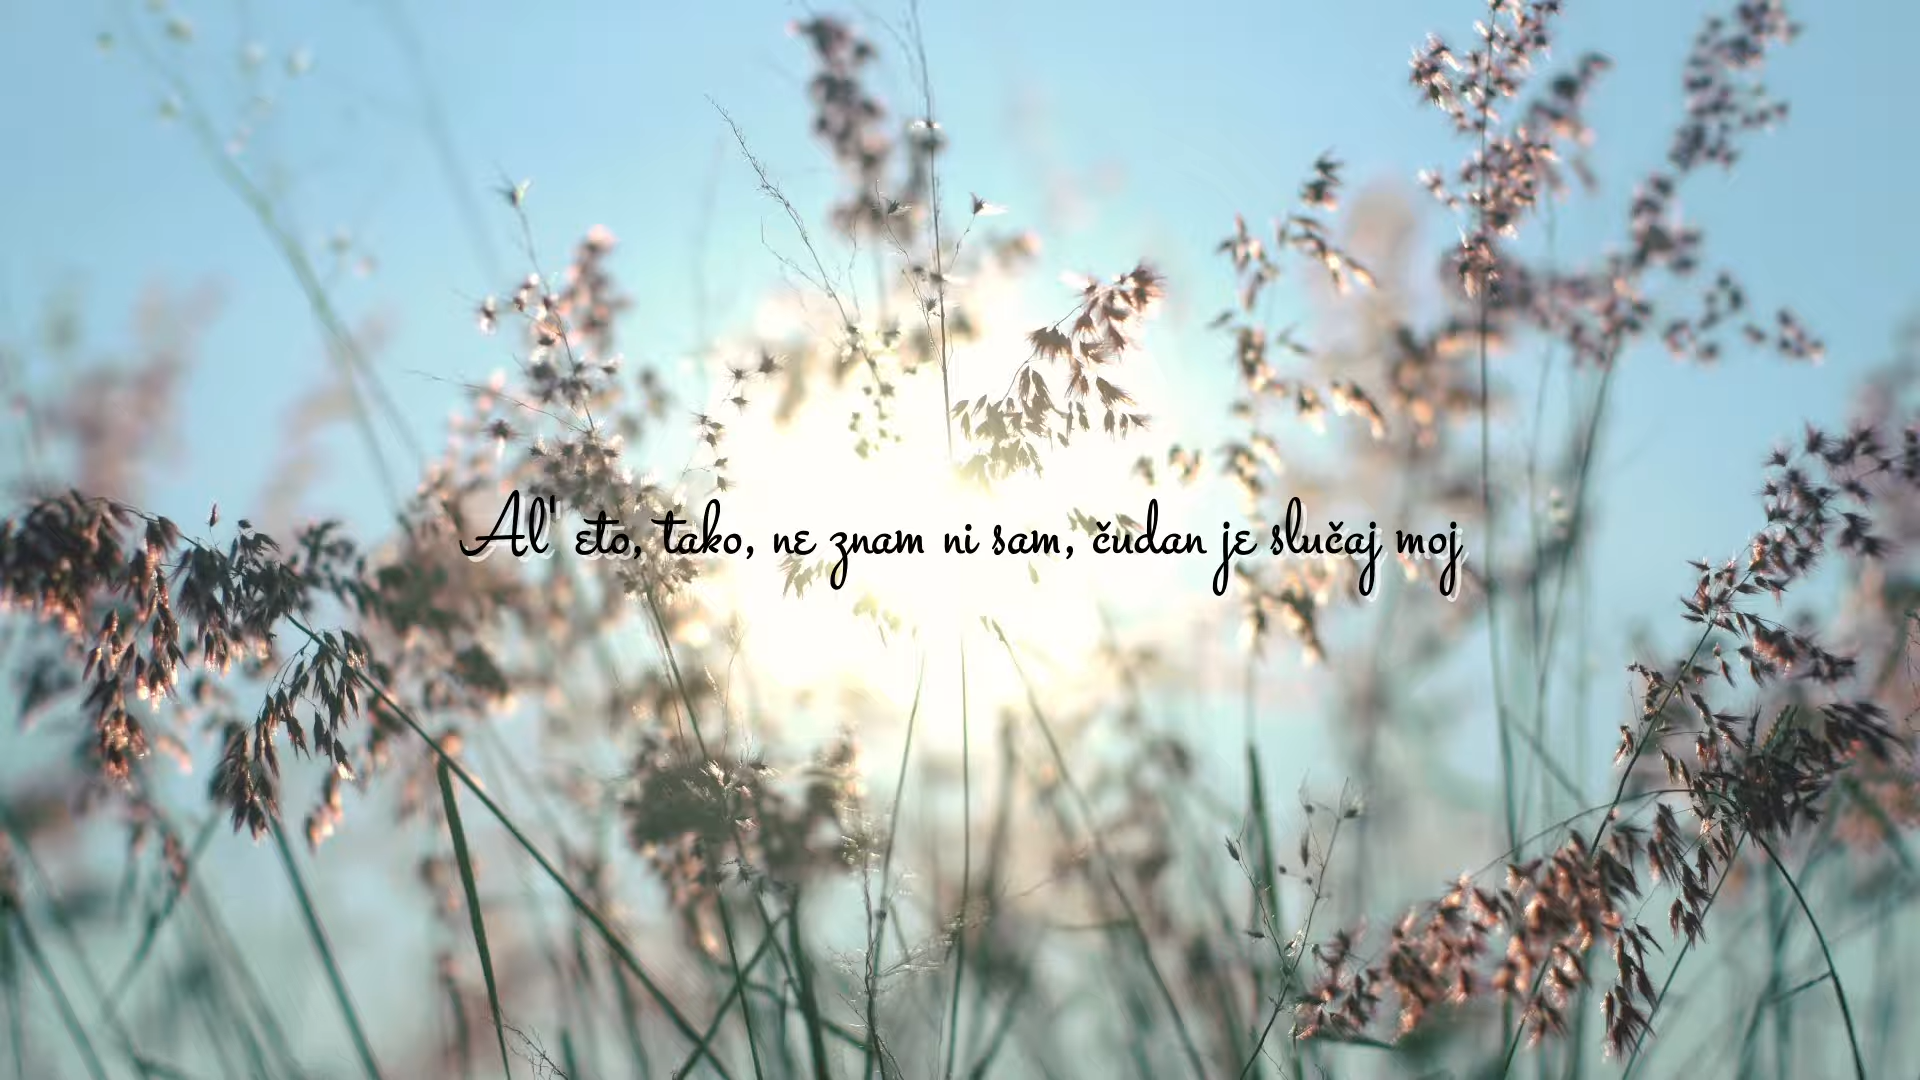 Al' eto, tako, ne znam ni sam, čudan je slučaj moj